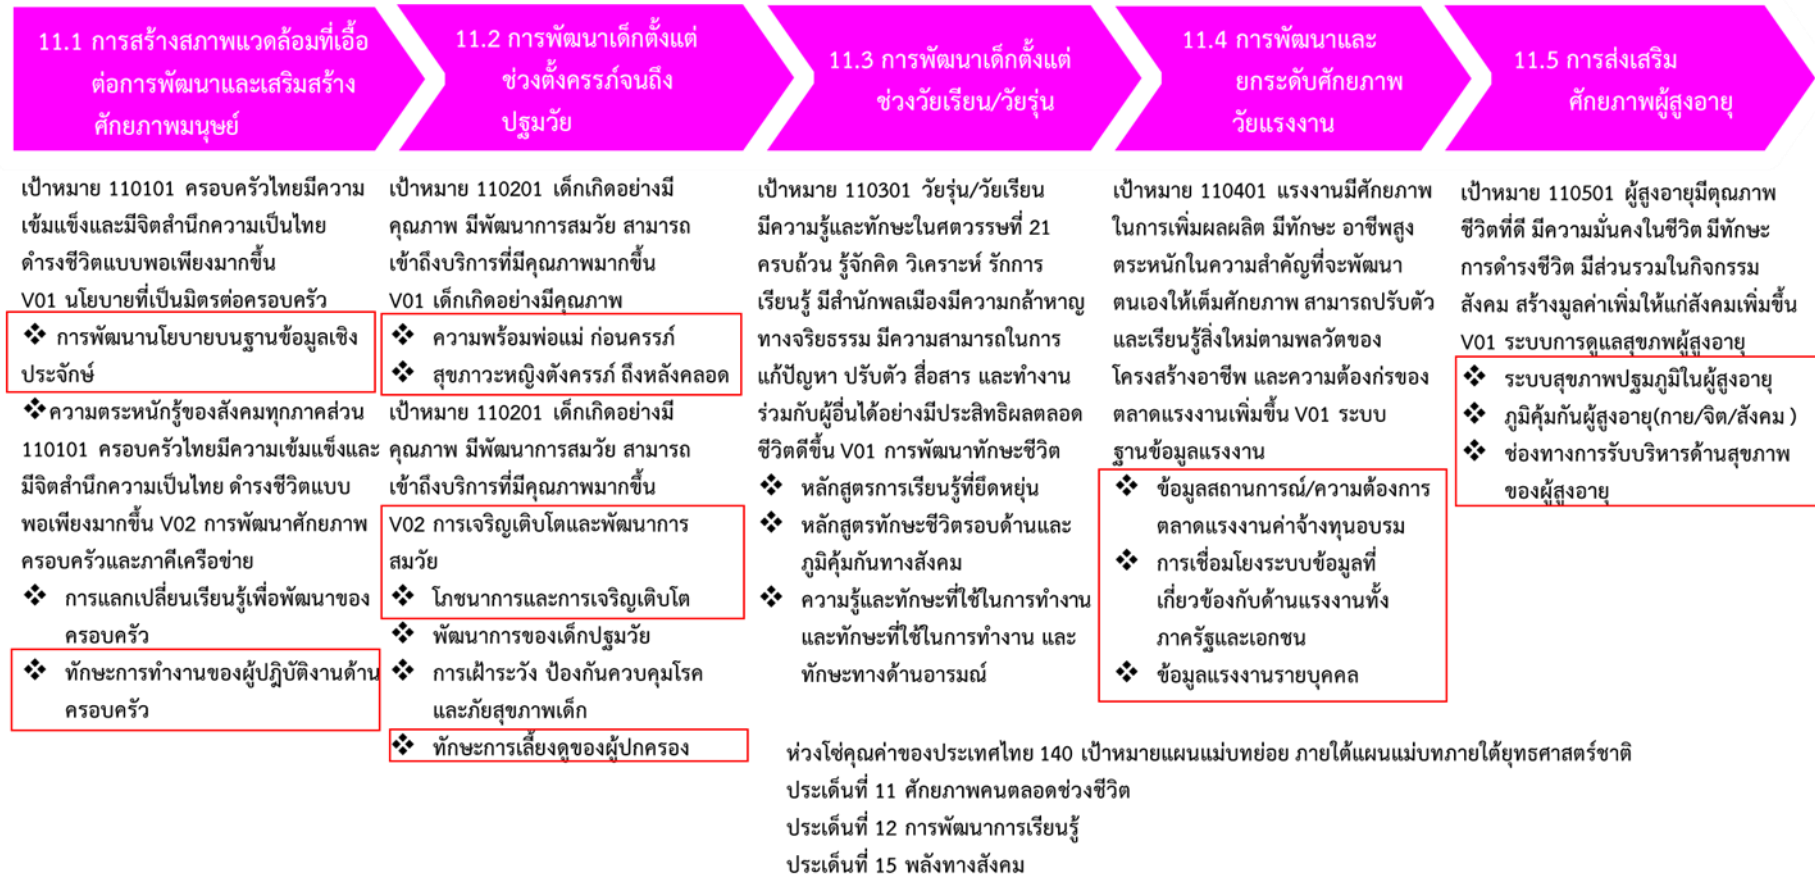 11.1 การสร้างสภาพแวดล้อมที่เอื้อ
ต่อการพัฒนาและเสริมสร้าง
ศักยภาพมนุษย์
11.2 การพัฒนาเด็กตั้งแต่
ช่วงตั้งครรภ์จนถึง
ปฐมวัย
11.3 การพัฒนาเด็กตั้งแต่
ช่วงวัยเรียน/วัยรุ่น
11.4 การพัฒนาและ
ยกระดับศักยภาพ
วัยแรงงาน
11.5 การส่งเสริม
ศักยภาพผู้สูงอายุ
เป้าหมาย 110101 ครอบครัวไทยมีความ
เข้มแข็งและมีจิตสำนึกความเป็นไทย
ดำรงชีวิตแบบพอเพียงมากขึ้น
V01 นโยบายที่เป็นมิตรต่อครอบครัว
❖ การพัฒนานโยบายบนฐานข้อมูลเชิง
ประจักษ์
❖ความตระหนักรู้ของสังคมทุกภาคส่วน
110101 ครอบครัวไทยมีความเข้มแข็งและ
มีจิตสำนึกความเป็นไทย ดำรงชีวิตแบบ
พอเพียงมากขึ้น V02 การพัฒนาศักยภาพ
ครอบครัวและภาคีเครือข่าย
❖ การแลกเปลี่ยนเรียนรู้เพื่อพัฒนาของ
ครอบครัว
❖ ทักษะการทำงานของผู้ปฎิบัติงานด้าน
ครอบครัว
เป้าหมาย 110201 เด็กเกิดอย่างมี
คุณภาพ มีพัฒนาการสมวัย สามารถ
เข้าถึงบริการที่มีคุณภาพมากขึ้น
V01 เด็กเกิดอย่างมีคุณภาพ
❖ ความพร้อมพ่อแม่ ก่อนครรภ์
❖ สุขภาวะหญิงตังครรภ์ ถึงหลังคลอด
เป้าหมาย 110201 เด็กเกิดอย่างมี
คุณภาพ มีพัฒนาการสมวัย สามารถ
เข้าถึงบริการที่มีคุณภาพมากขึ้น
V02 การเจริญเติบโตและพัฒนาการ
สมวัย
❖ โภชนาการและการเจริญเติบโต
❖ พัฒนาการของเด็กปฐมวัย
❖ การเฝ้าระวัง ป้องกันควบคุมโรค
และภัยสุขภาพเด็ก
❖ ทักษะการเลี้ยงดูของผู้ปกครอง
เป้าหมาย 110301 วัยรุ่น/วัยเรียน
มีความรู้และทักษะในศตวรรษที่ 21
ครบถ้วน รู้จักคิด วิเคราะห์ รักการ
เรียนรู้ มีสำนักพลเมืองมีความกล้าหาญ
ทางจริยธรรม มีความสามารถในการ
แก้ปัญหา ปรับตัว สื่อสาร และทำงาน
ร่วมกับผู้อื่นได้อย่างมีประสิทธิผลตลอด
ชีวิตดีขึ้น V01 การพัฒนาทักษะชีวิต
❖ หลักสูตรการเรียนรู้ที่ยืดหยุ่น
❖ หลักสูตรทักษะชีวิตรอบด้านและ
ภูมิคุ้มกันทางสังคม
❖ ความรู้และทักษะที่ใช้ในการทำงาน
และทักษะที่ใช้ในการทำงาน และ
ทักษะทางด้านอารมณ์
เป้าหมาย 110401 แรงงานมีศักยภาพ
ในการเพิ่มผลผลิต มีทักษะ อาชีพสูง
ตระหนักในความสำคัญที่จะพัฒนา
ตนเองให้เต็มศักยภาพ สามารถปรับตัว
และเรียนรู้สิ่งใหม่ตามพลวัตของ
โครงสร้างอาชีพ และความต้องก่รของ
ตลาดแรงงานเพิ่มขึ้น V01 ระบบ
ฐานข้อมูลแรงงาน
❖ ข้อมูลสถานการณ์/ความต้องการ
ตลาดแรงงานค่าจ้างทุนอบรม
❖ การเชื่อมโยงระบบข้อมูลที่
เกี่ยวข้องกับด้านแรงงานทั้ง
ภาครัฐและเอกชน
❖ ข้อมูลแรงงานรายบุคคล
เป้าหมาย 110501 ผู้สูงอายุมีตุณภาพ
ชีวิตที่ดี มีความมั่นคงในชีวิต มีทักษะ
การดำรงชีวิต มีส่วนรวมในกิจกรรม
สังคม สร้างมูลค่าเพิ่มให้แก่สังคมเพิ่มขึ้น
V01 ระบบการดูแลสุขภพผู้สูงอายุ
❖ ระบบสุขภาพปฐมภูมิในผู้สูงอายุ
❖ ภูมิคุ้มกันผู้สูงอายุ(กาย/จิต/สังคม )
❖ ช่องทางการรับบริหารด้านสุขภาพ
ของผู้สูงอายุ
ห่วงโซ่คุณค่าของประเทศไทย 140 เป้าหมายแผนแม่บทย่อย ภายใต้แผนแม่บทภายใต้ยุทธศาสตร์ชาติ
ประเด็นที่ 11 ศักยภาพคนตลอดช่วงชีวิต
ประเด็นที่ 12 การพัฒนาการเรียนรู้
ประเด็นที่ 15 พลังทางสังคม